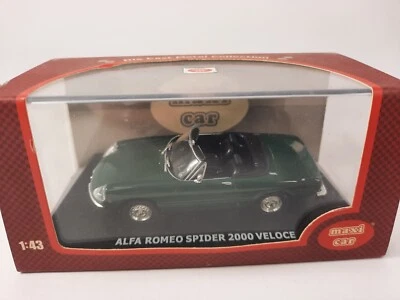 Die Cast Metal Collection
maxi
car
1:43
ALFA ROMEO SPIDER 2000 VELOCE
maxi
car